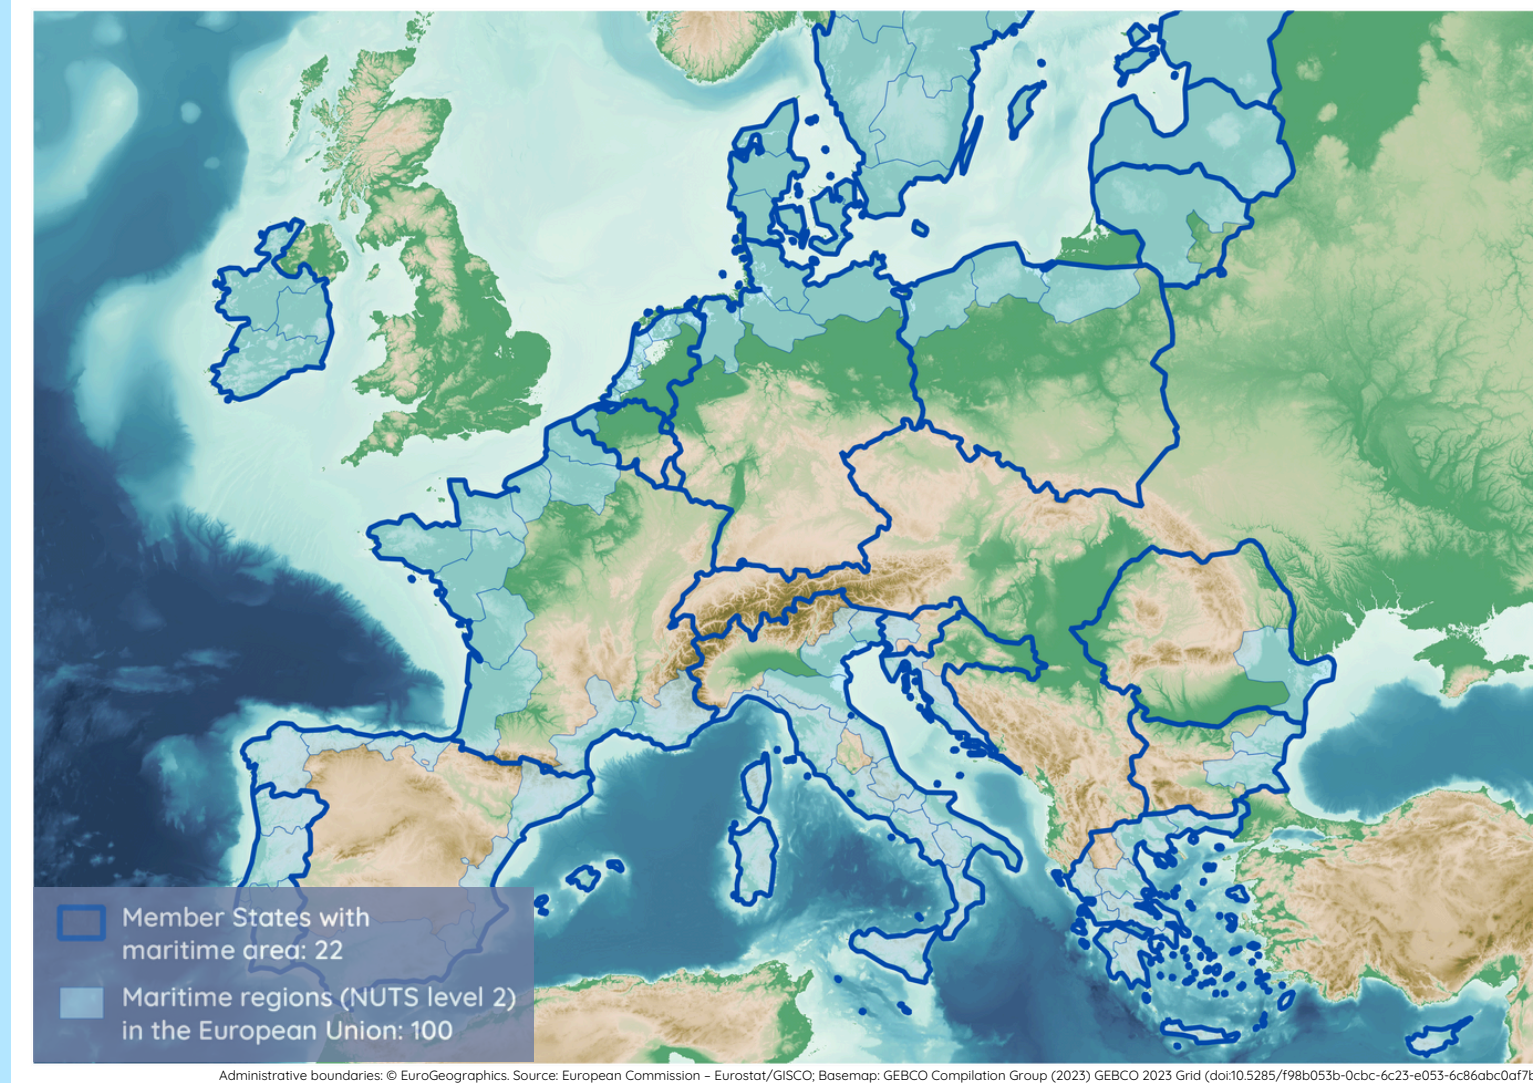 Member States with
maritime area: 22
Maritime regions (NUTS level 2)
in the European Union: 100
Administrative boundaries: © EuroGeographics. Source: European Commission – Eurostat/GISCO; Basemap: GEBCO Compilation Group (2023) GEBCO 2023 Grid (doi:10.5285/f98b053b-0cbc-6c23-e053-6c86abc0af7b